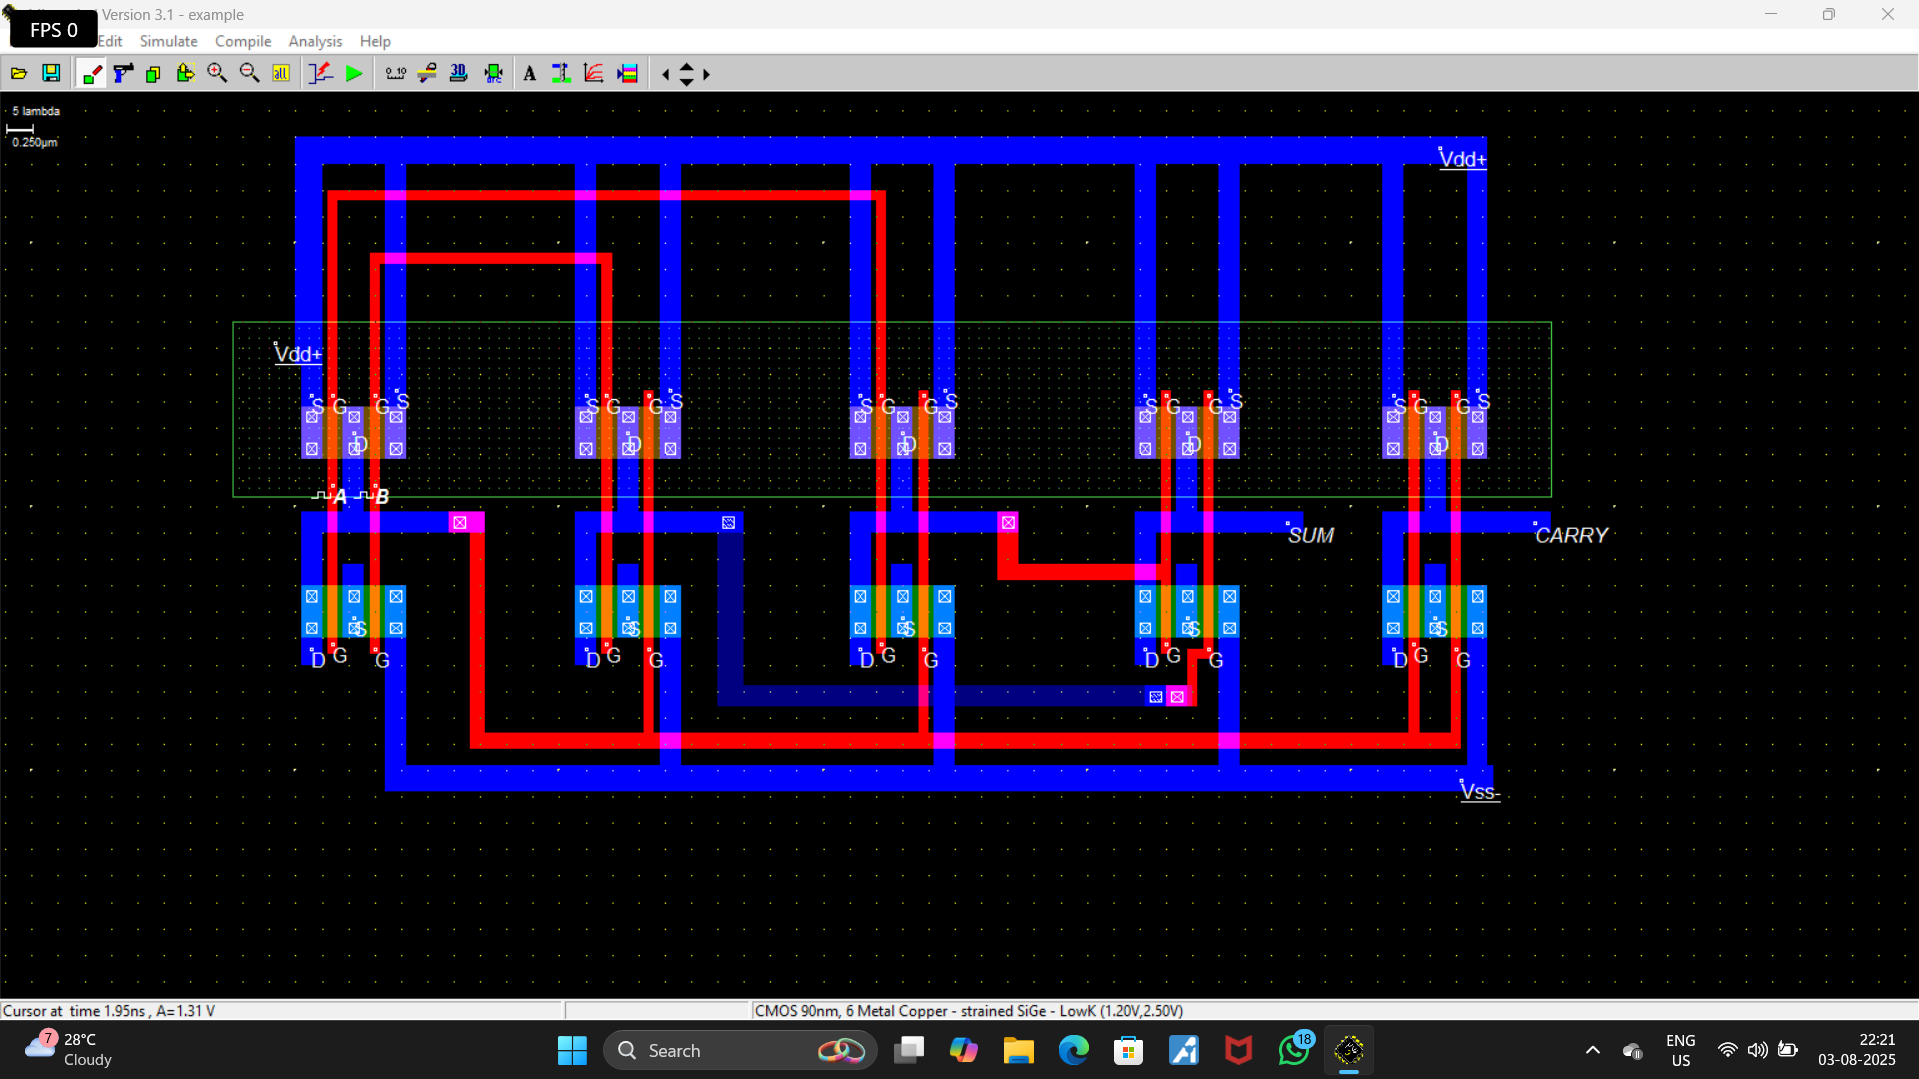 Version 3.1 - example
FPS 0
Edit Simulate Compile Analysis Help
5 lambda
0.250µm
Vdd+
Vdd+
S G G S S G G S S G G S S G G S S G G S
D D D D D
A B
SUM CARRY
S S S S S
D G G D G G D G G D G G D G G
Vss-
Cursor at time 1.95ns , A=1.31 V
CMOS 90nm, 6 Metal Copper - strained SiGe - LowK (1.20V,2.50V)
7
28°C
Cloudy
Search
18
ENG
US
22:21
03-08-2025